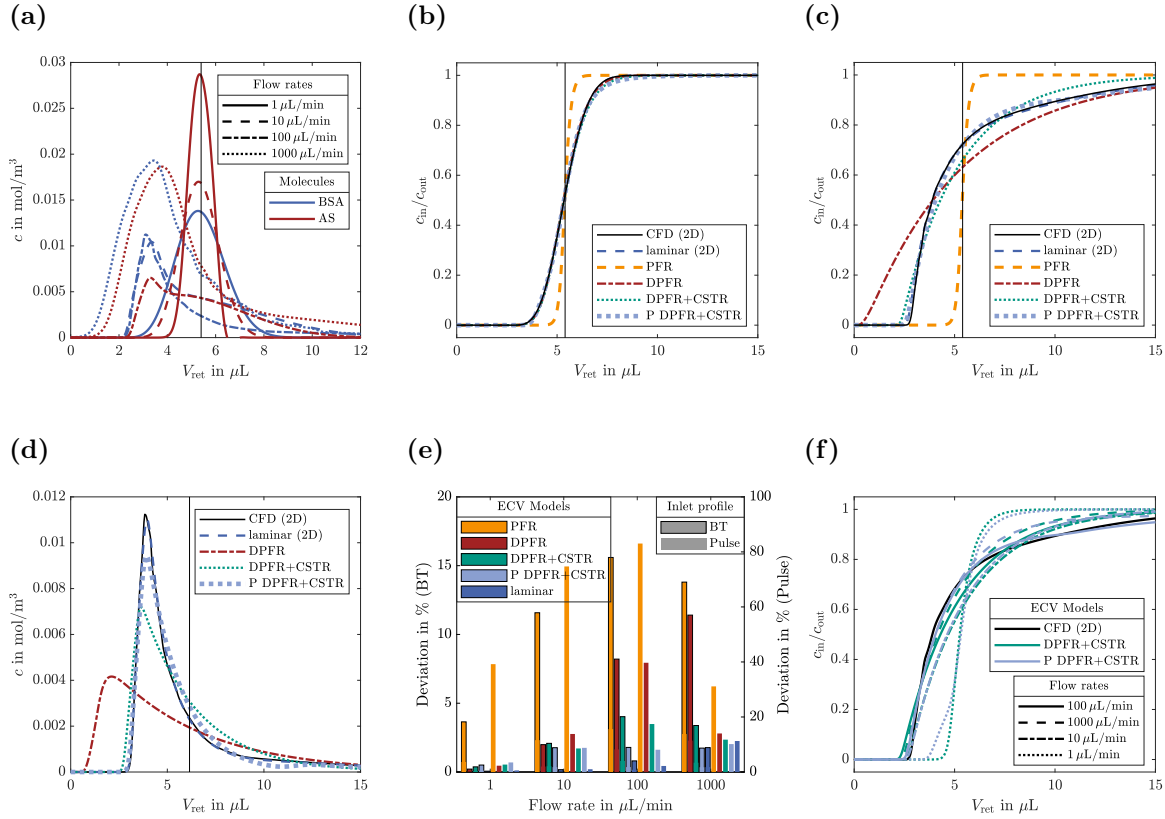 (a)
0.03
0.025
0.02
0.015
0.01
0.005
0
c in mol/m³
0 2 4 6 8 10 12
V_ret in μL
Flow rates
1 μL/min
10 μL/min
100 μL/min
1000 μL/min
Molecules
BSA
AS
(b)
1
0.8
0.6
0.4
0.2
0
c_in/c_out
0 5 10 15
V_ret in μL
CFD (2D)
laminar (2D)
PFR
DPFR
DPFR+CSTR
P DPFR+CSTR
(c)
1
0.8
0.6
0.4
0.2
0
c_in/c_out
0 5 10 15
V_ret in μL
CFD (2D)
laminar (2D)
PFR
DPFR
DPFR+CSTR
P DPFR+CSTR
(d)
0.012
0.01
0.008
0.006
0.004
0.002
0
c in mol/m³
0 5 10 15
V_ret in μL
CFD (2D)
laminar (2D)
DPFR
DPFR+CSTR
P DPFR+CSTR
(e)
20
15
10
5
0
Deviation in % (BT)
100
80
60
40
20
0
Deviation in % (Pulse)
1 10 100 1000
Flow rate in μL/min
ECV Models
PFR
DPFR
DPFR+CSTR
P DPFR+CSTR
laminar
Inlet profile
BT
Pulse
(f)
1
0.8
0.6
0.4
0.2
0
c_in/c_out
0 5 10 15
V_ret in μL
ECV Models
CFD (2D)
DPFR+CSTR
P DPFR+CSTR
Flow rates
100 μL/min
1000 μL/min
10 μL/min
1 μL/min